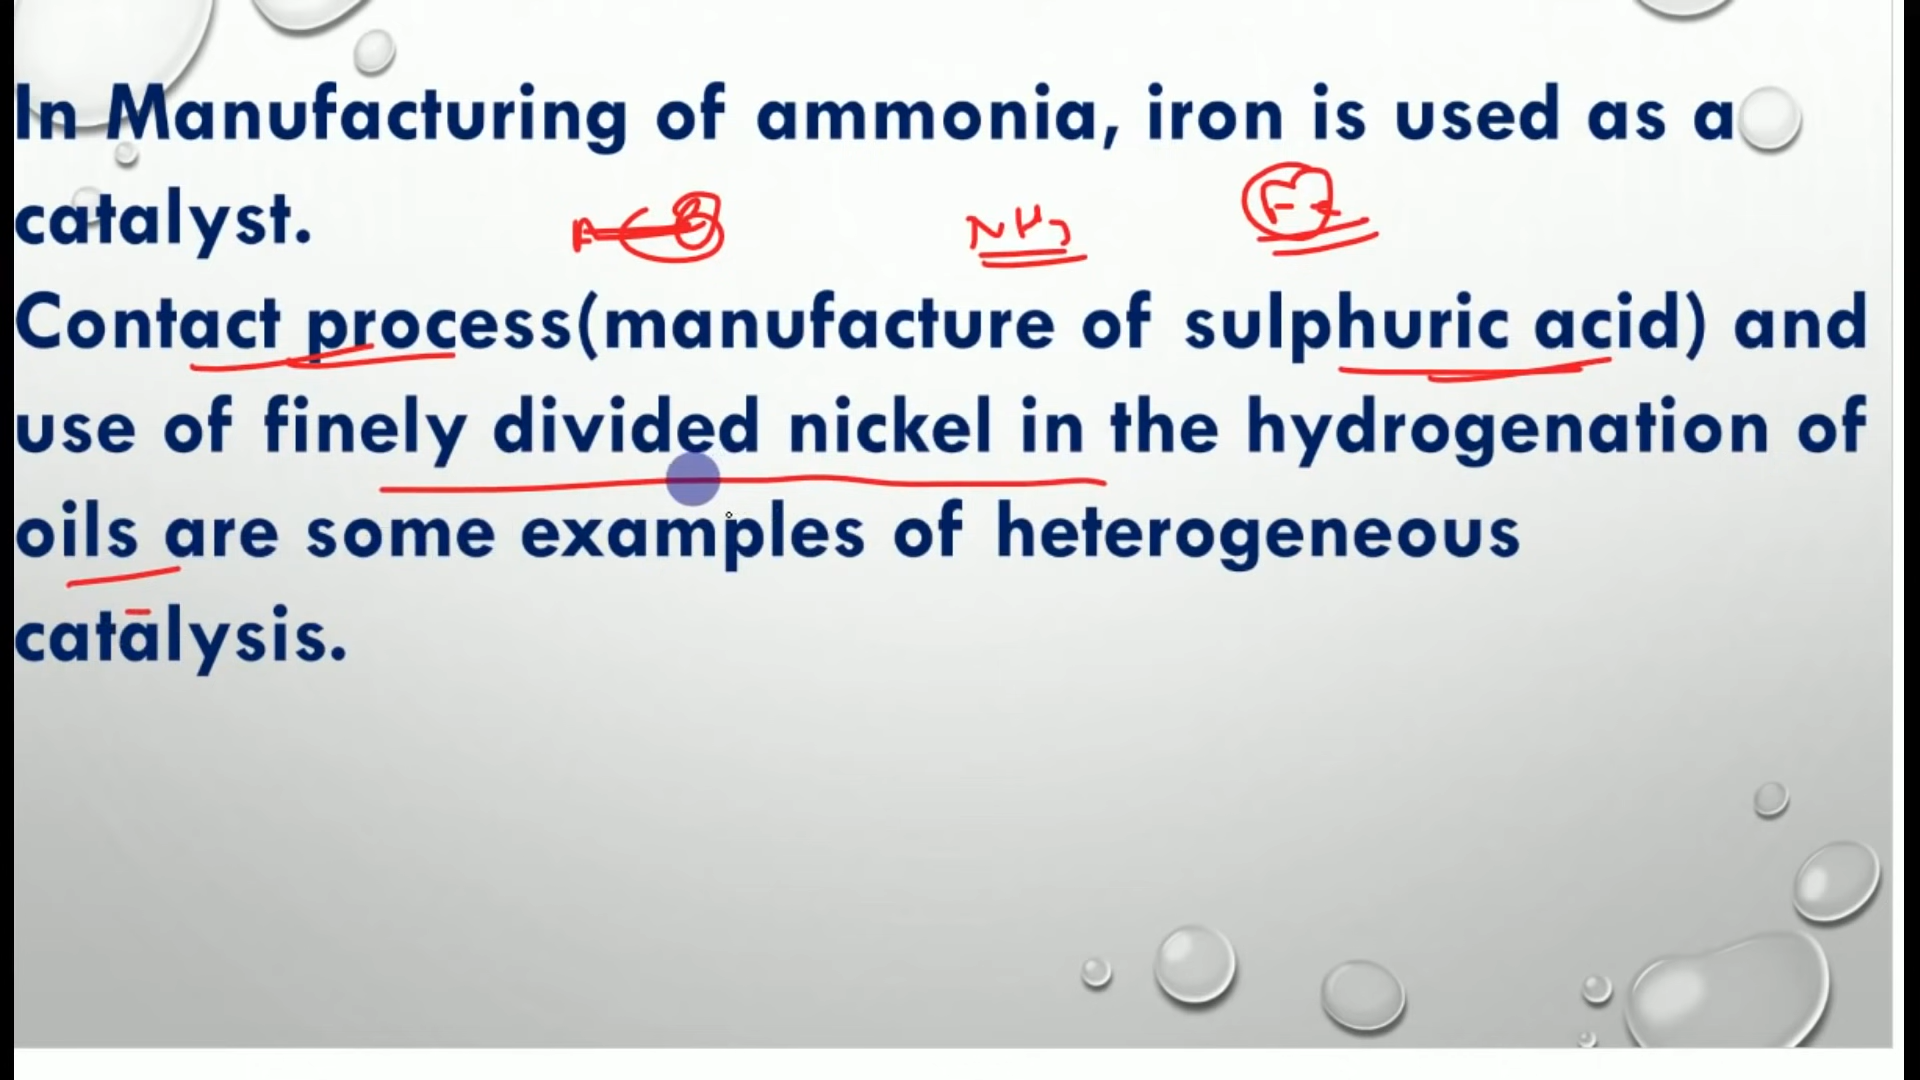 In Manufacturing of ammonia, iron is used as a
catalyst.
NH3
Fe
Contact process(manufacture of sulphuric acid) and
use of finely divided nickel in the hydrogenation of
oils are some examples of heterogeneous
catalysis.